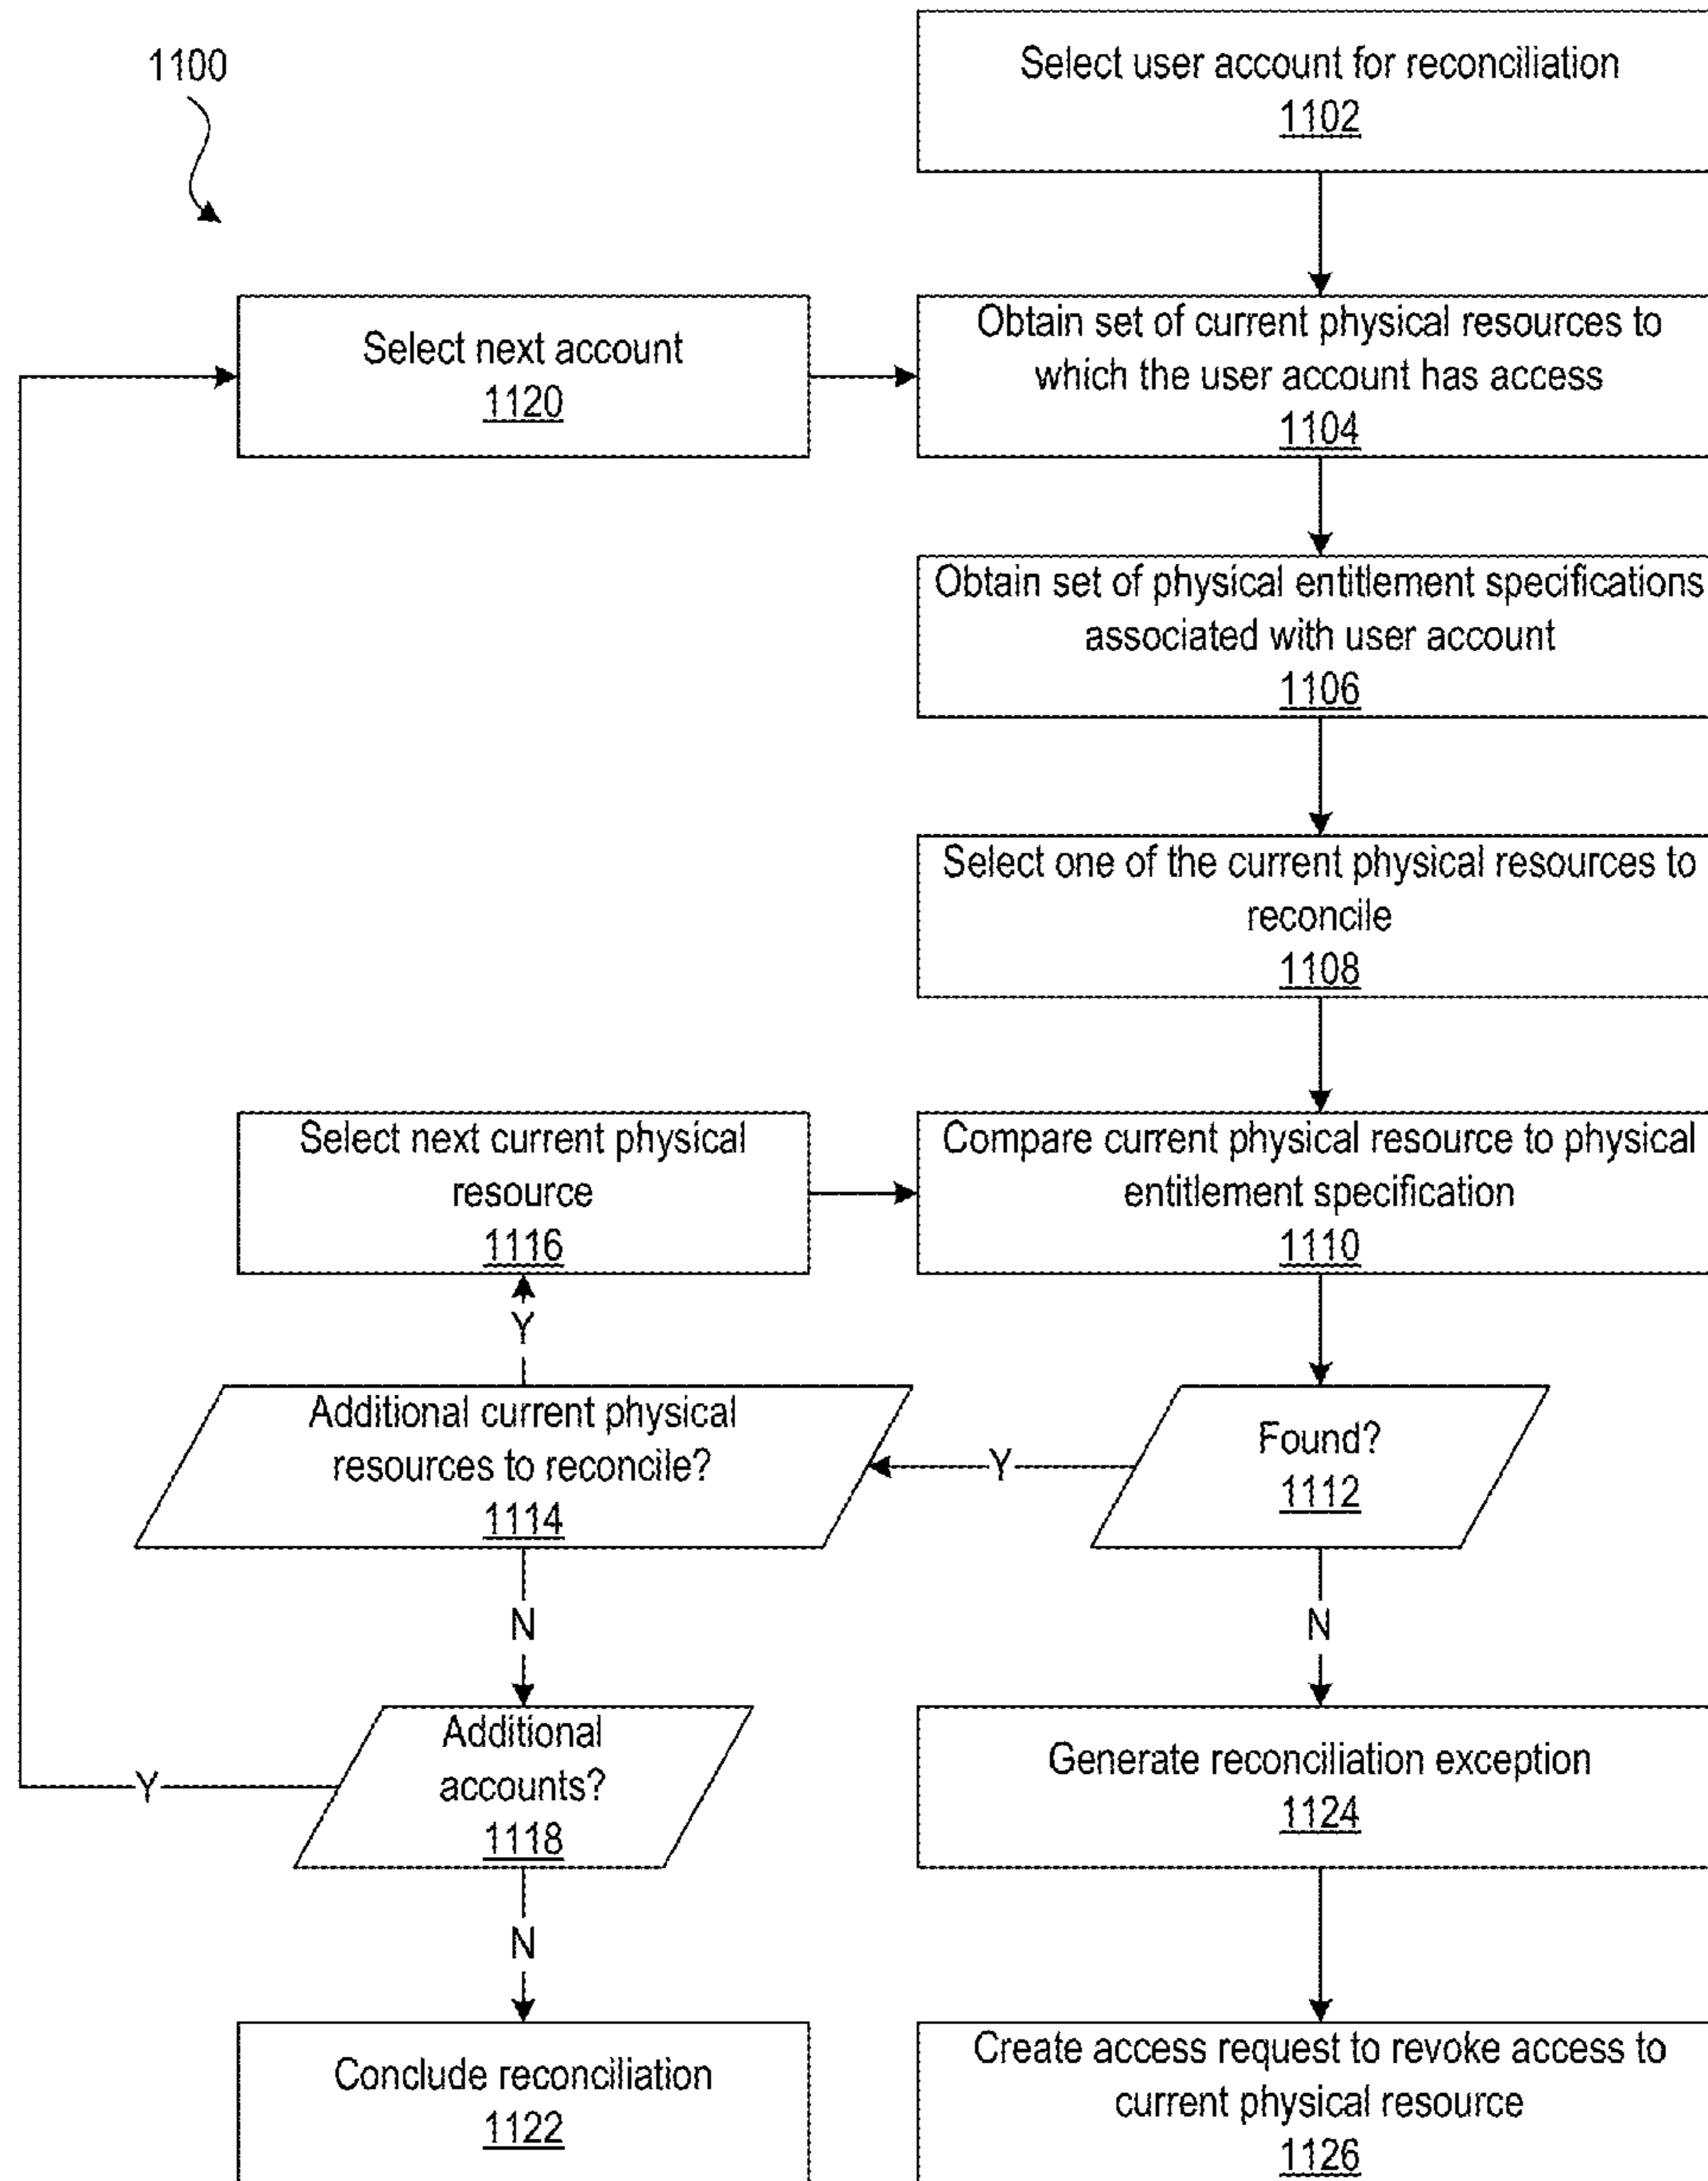 1100
Select user account for reconciliation
1102
Select next account
1120
Obtain set of current physical resources to
which the user account has access
1104
Obtain set of physical entitlement specifications
associated with user account
1106
Select one of the current physical resources to
reconcile
1108
Select next current physical
resource
1116
Compare current physical resource to physical
entitlement specification
1110
Y
Additional current physical
resources to reconcile?
1114
Y
Found?
1112
N
N
Additional
accounts?
1118
Y
Generate reconciliation exception
1124
N
Conclude reconciliation
1122
Create access request to revoke access to
current physical resource
1126